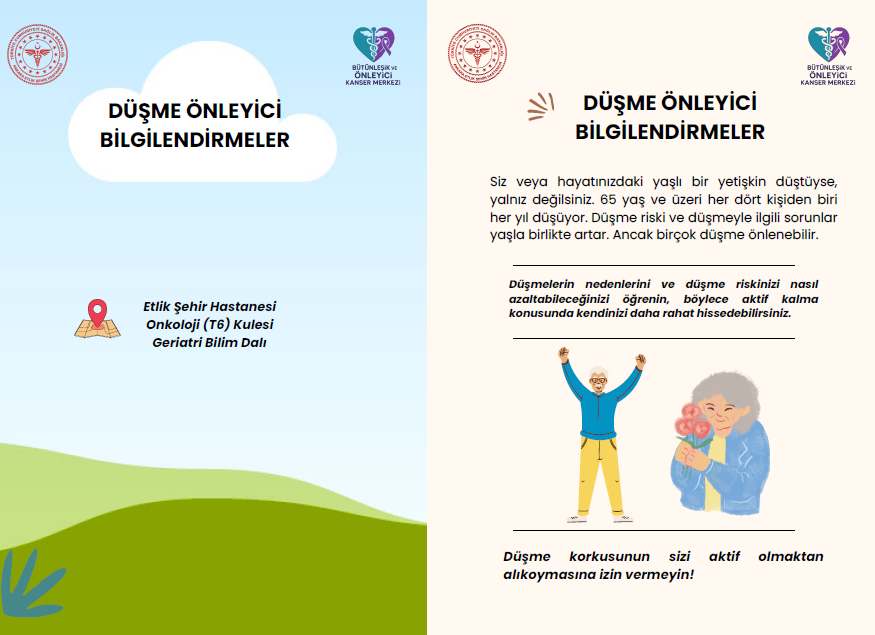 BÜTÜNLEŞİK VE
ÖNLEYİCİ
KANSER MERKEZİ
DÜŞME ÖNLEYİCİ
BİLGİLENDİRMELER
Etlik Şehir Hastanesi
Onkoloji (T6) Kulesi
Geriatri Bilim Dalı
BÜTÜNLEŞİK VE
ÖNLEYİCİ
KANSER MERKEZİ
DÜŞME ÖNLEYİCİ
BİLGİLENDİRMELER
Siz veya hayatınızdaki yaşlı bir yetişkin düştüyse,
yalnız değilsiniz. 65 yaş ve üzeri her dört kişiden biri
her yıl düşüyor. Düşme riski ve düşmeyle ilgili sorunlar
yaşla birlikte artar. Ancak birçok düşme önlenebilir.
Düşmelerin nedenlerini ve düşme riskinizi nasıl
azaltabileceğinizi öğrenin, böylece aktif kalma
konusunda kendinizi daha rahat hissedebilirsiniz.
Düşme korkusunun sizi aktif olmaktan
alıkoymasına izin vermeyin!